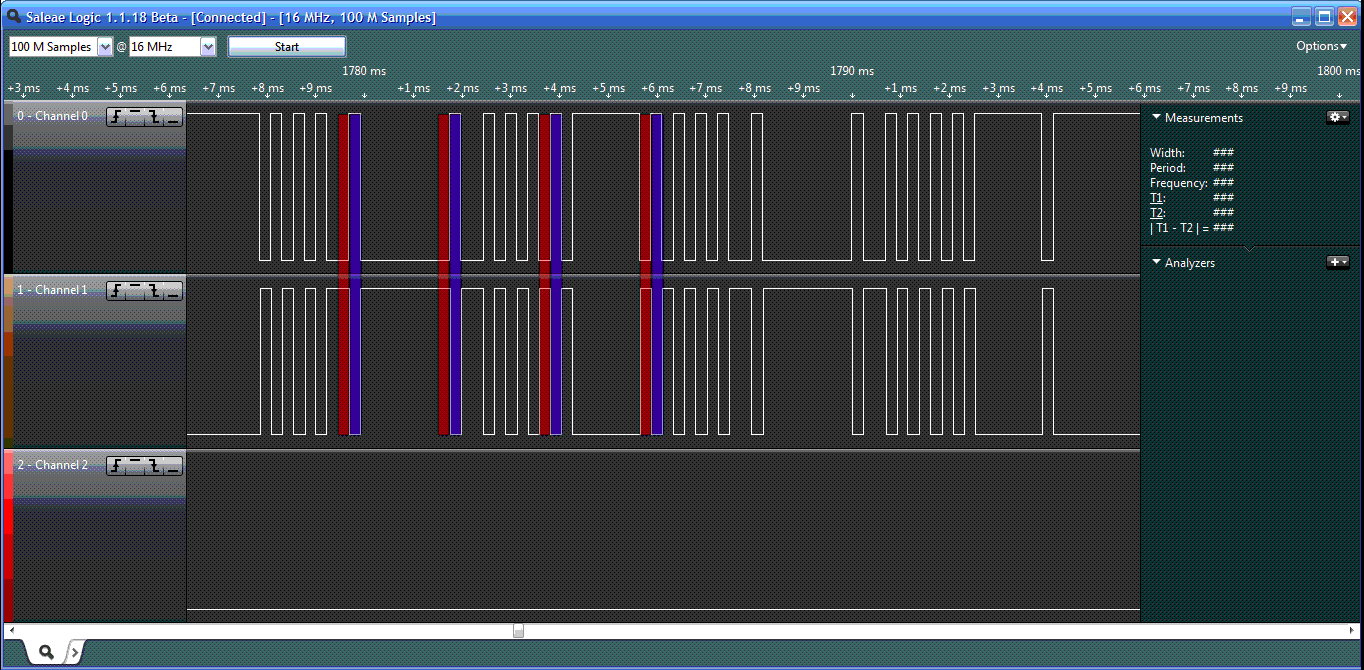 Saleae Logic 1.1.18 Beta - [Connected] - [16 MHz, 100 M Samples]
100 M Samples @ 16 MHz Start Options
1780 ms 1790 ms 1800 ms
+3 ms +4 ms +5 ms +6 ms +7 ms +8 ms +9 ms +1 ms +2 ms +3 ms +4 ms +5 ms +6 ms +7 ms +8 ms +9 ms +1 ms +2 ms +3 ms +4 ms +5 ms +6 ms +7 ms +8 ms +9 ms
0 - Channel 0
Measurements
Width: ###
Period: ###
Frequency: ###
T1: ###
T2: ###
| T1 - T2 | = ###
Analyzers
1 - Channel 1
2 - Channel 2